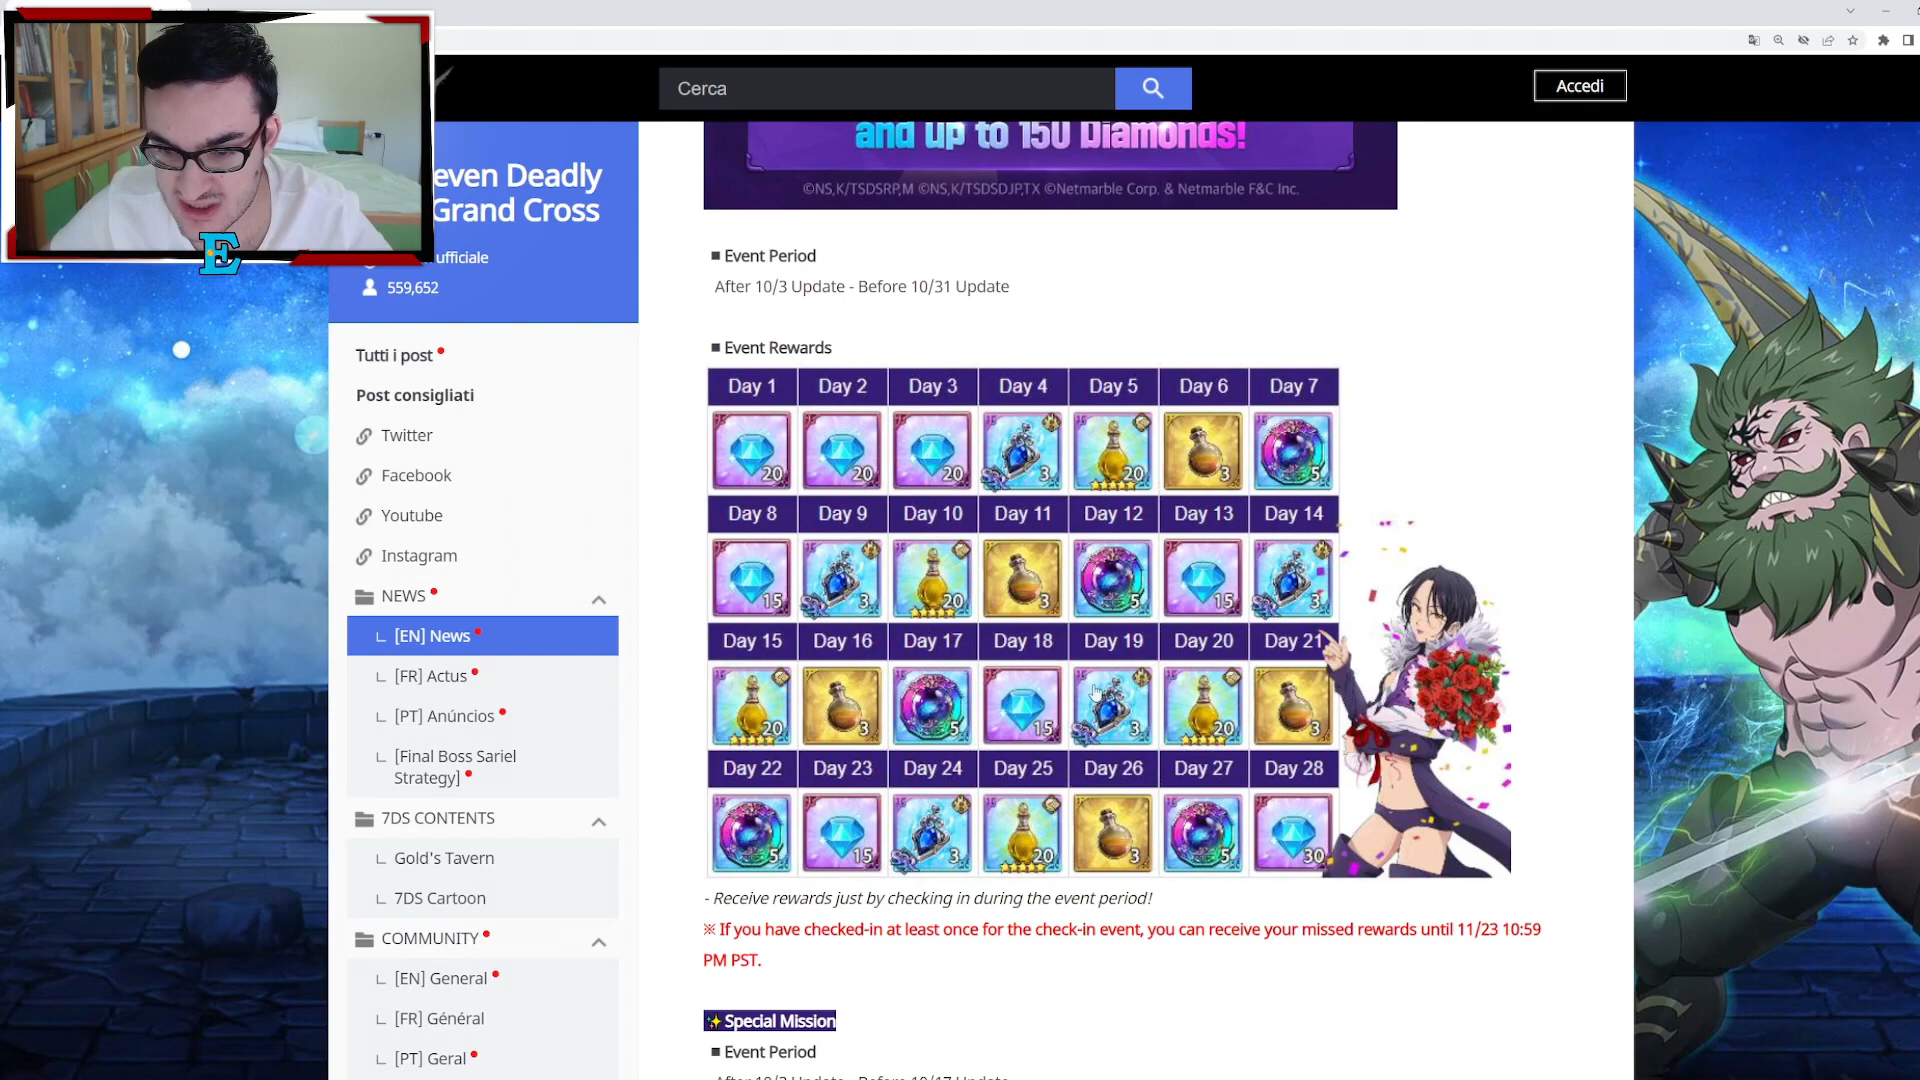 Cerca
Accedi
and up to 150 Diamonds!
©NS,K/TSDSRP,M ©NS,K/TSDSDJP,TX ©Netmarble Corp. & Netmarble F&C Inc.
even Deadly
Grand Cross
ufficiale
559,652
Tutti i post
Post consigliati
Twitter
Facebook
Youtube
Instagram
NEWS
[EN] News
[FR] Actus
[PT] Anúncios
[Final Boss Sariel
Strategy]
7DS CONTENTS
Gold's Tavern
7DS Cartoon
COMMUNITY
[EN] General
[FR] Général
[PT] Geral
E
■ Event Period
After 10/3 Update - Before 10/31 Update
■ Event Rewards
Day 1 Day 2 Day 3 Day 4 Day 5 Day 6 Day 7
20 20 20 3 20 3 5
Day 8 Day 9 Day 10 Day 11 Day 12 Day 13 Day 14
15 3 20 3 5 15 3
Day 15 Day 16 Day 17 Day 18 Day 19 Day 20 Day 21
20 3 5 15 3 20 3
Day 22 Day 23 Day 24 Day 25 Day 26 Day 27 Day 28
5 15 3 20 3 5 30
- Receive rewards just by checking in during the event period!
※ If you have checked-in at least once for the check-in event, you can receive your missed rewards until 11/23 10:59
PM PST.
✨Special Mission
■ Event Period
After 10/3 Update - Before 10/17 Update